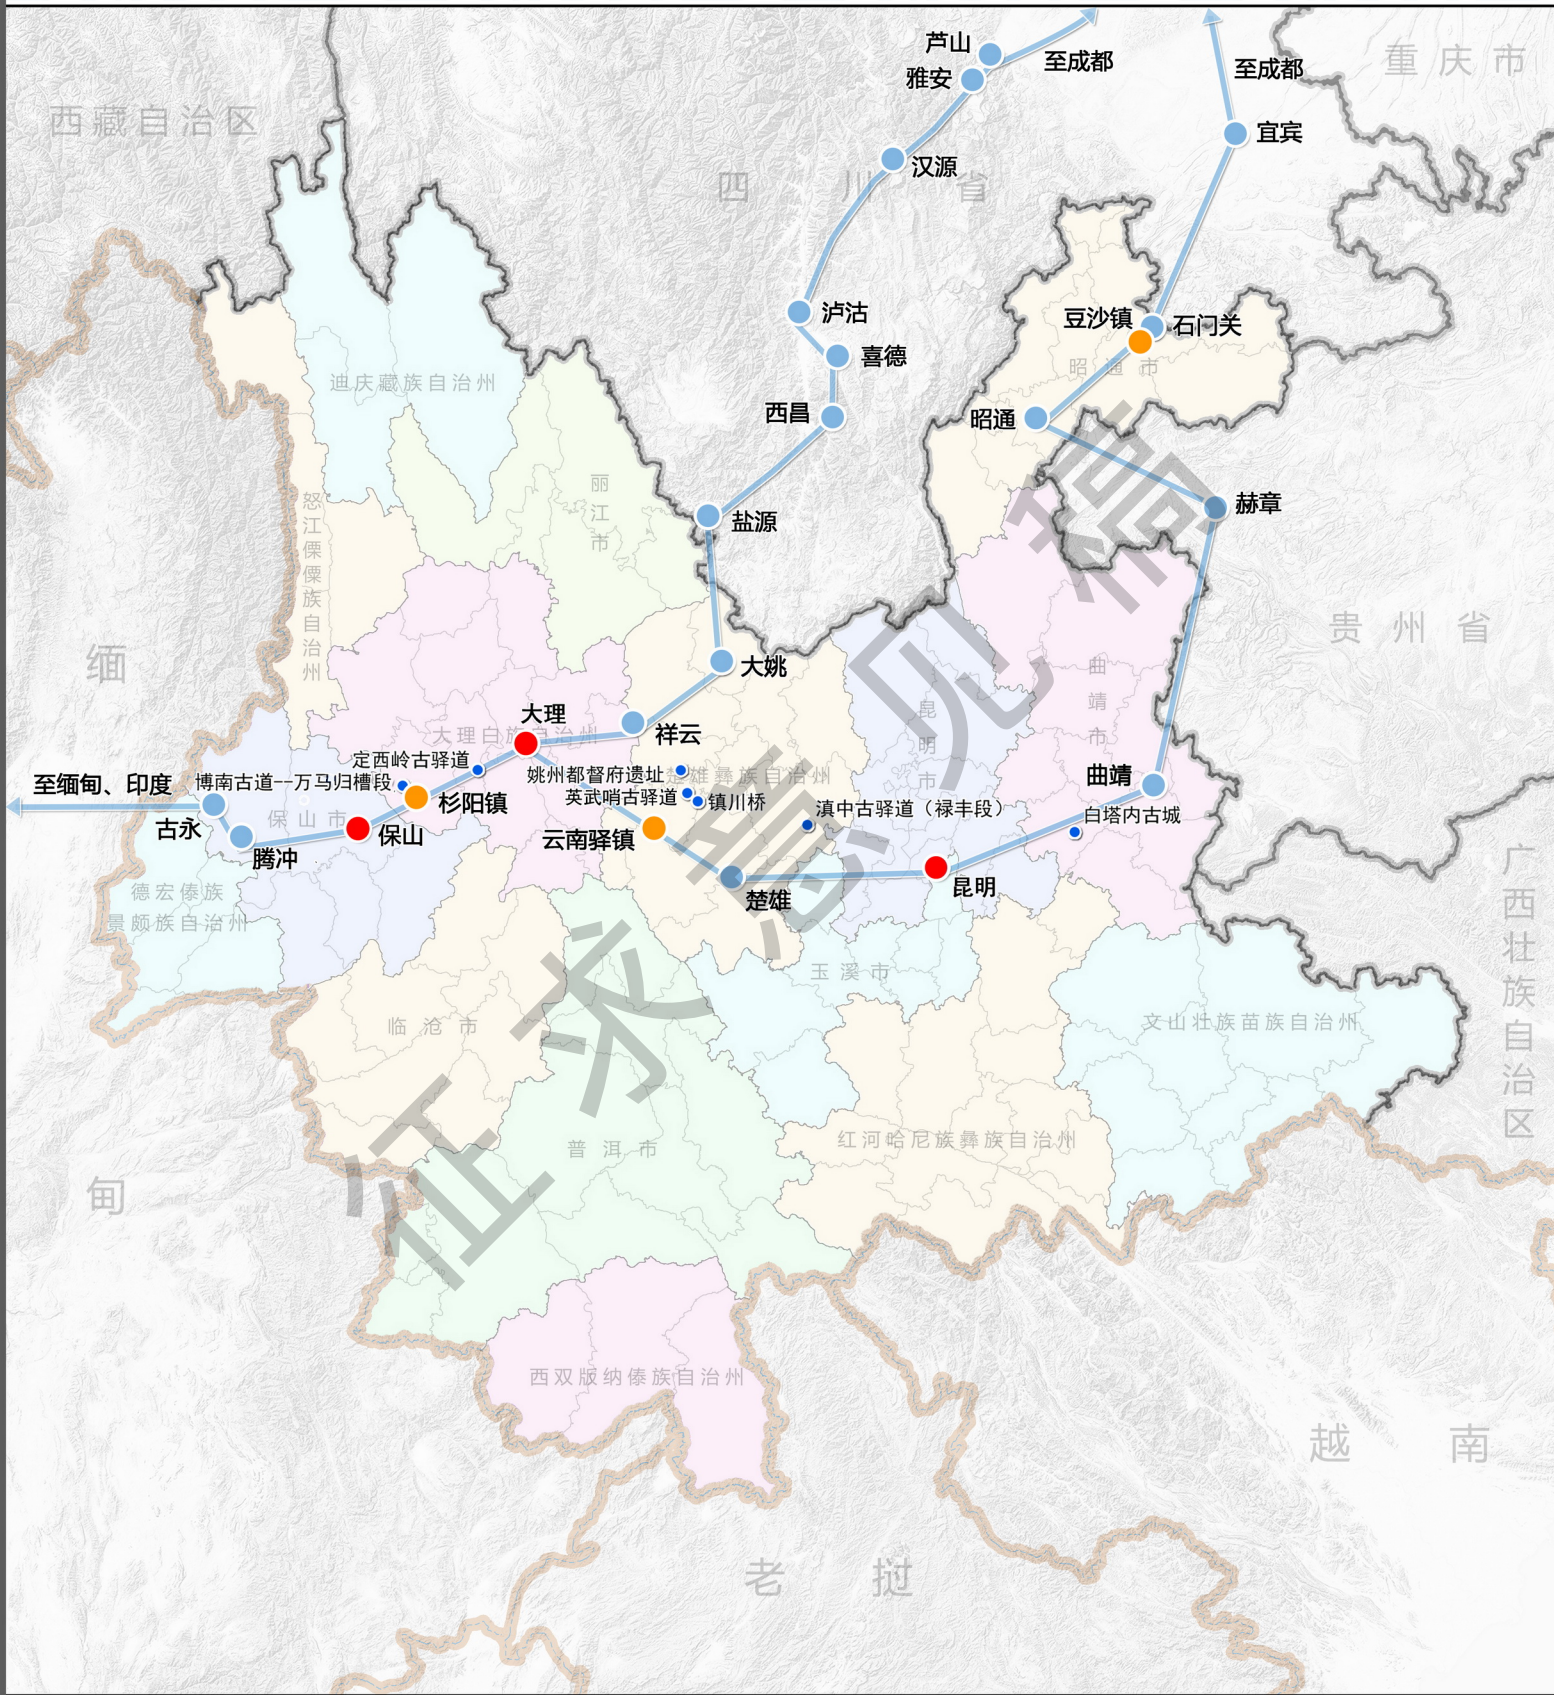 芦山
至成都
至成都
重庆市
雅安
西藏自治区
宜宾
汉源
四川省
泸沽
豆沙镇
石门关
喜德
昭通市
迪庆藏族自治州
西昌
昭通
丽江市
赫章
盐源
怒江傈僳族自治州
贵州省
缅甸
大姚
曲靖市
昆明市
大理
大理白族自治州
祥云
定西岭古驿道
姚州都督府遗址
楚雄彝族自治州
曲靖
至缅甸、印度
博南古道--万马归槽段
英武哨古驿道
镇川桥
杉阳镇
滇中古驿道（禄丰段）
白塔内古城
保山市
古永
保山
云南驿镇
腾冲
楚雄
昆明
德宏傣族
景颇族自治州
广西壮族自治区
玉溪市
临沧市
文山壮族苗族自治州
普洱市
红河哈尼族彝族自治州
西双版纳傣族自治州
越南
老挝
征求意见稿